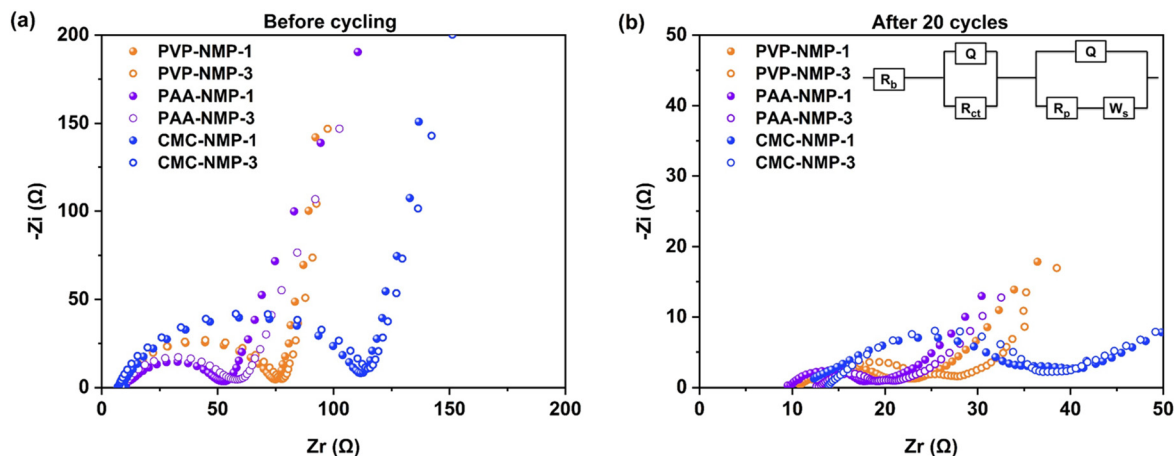 (a)
Before cycling
200
150
100
50
0
-Zi (Ω)
PVP-NMP-1
PVP-NMP-3
PAA-NMP-1
PAA-NMP-3
CMC-NMP-1
CMC-NMP-3
0 50 100 150 200
Zr (Ω)
(b)
After 20 cycles
50
40
30
20
10
0
-Zi (Ω)
PVP-NMP-1
PVP-NMP-3
PAA-NMP-1
PAA-NMP-3
CMC-NMP-1
CMC-NMP-3
Q Q
Rb
Rct Rp Ws
0 10 20 30 40 50
Zr (Ω)